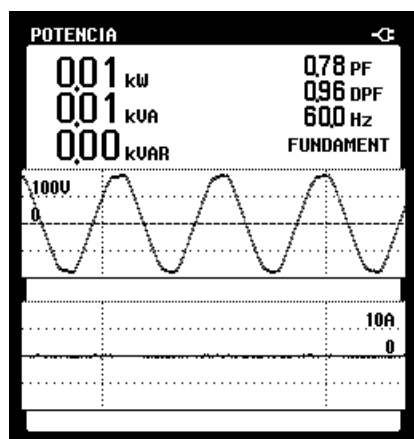 POTENCIA
0,01 kW
0,01 kVA
0,00 kVAR
0,78 PF
0,96 DPF
60,0 Hz
FUNDAMENT
100V
0
10A
0